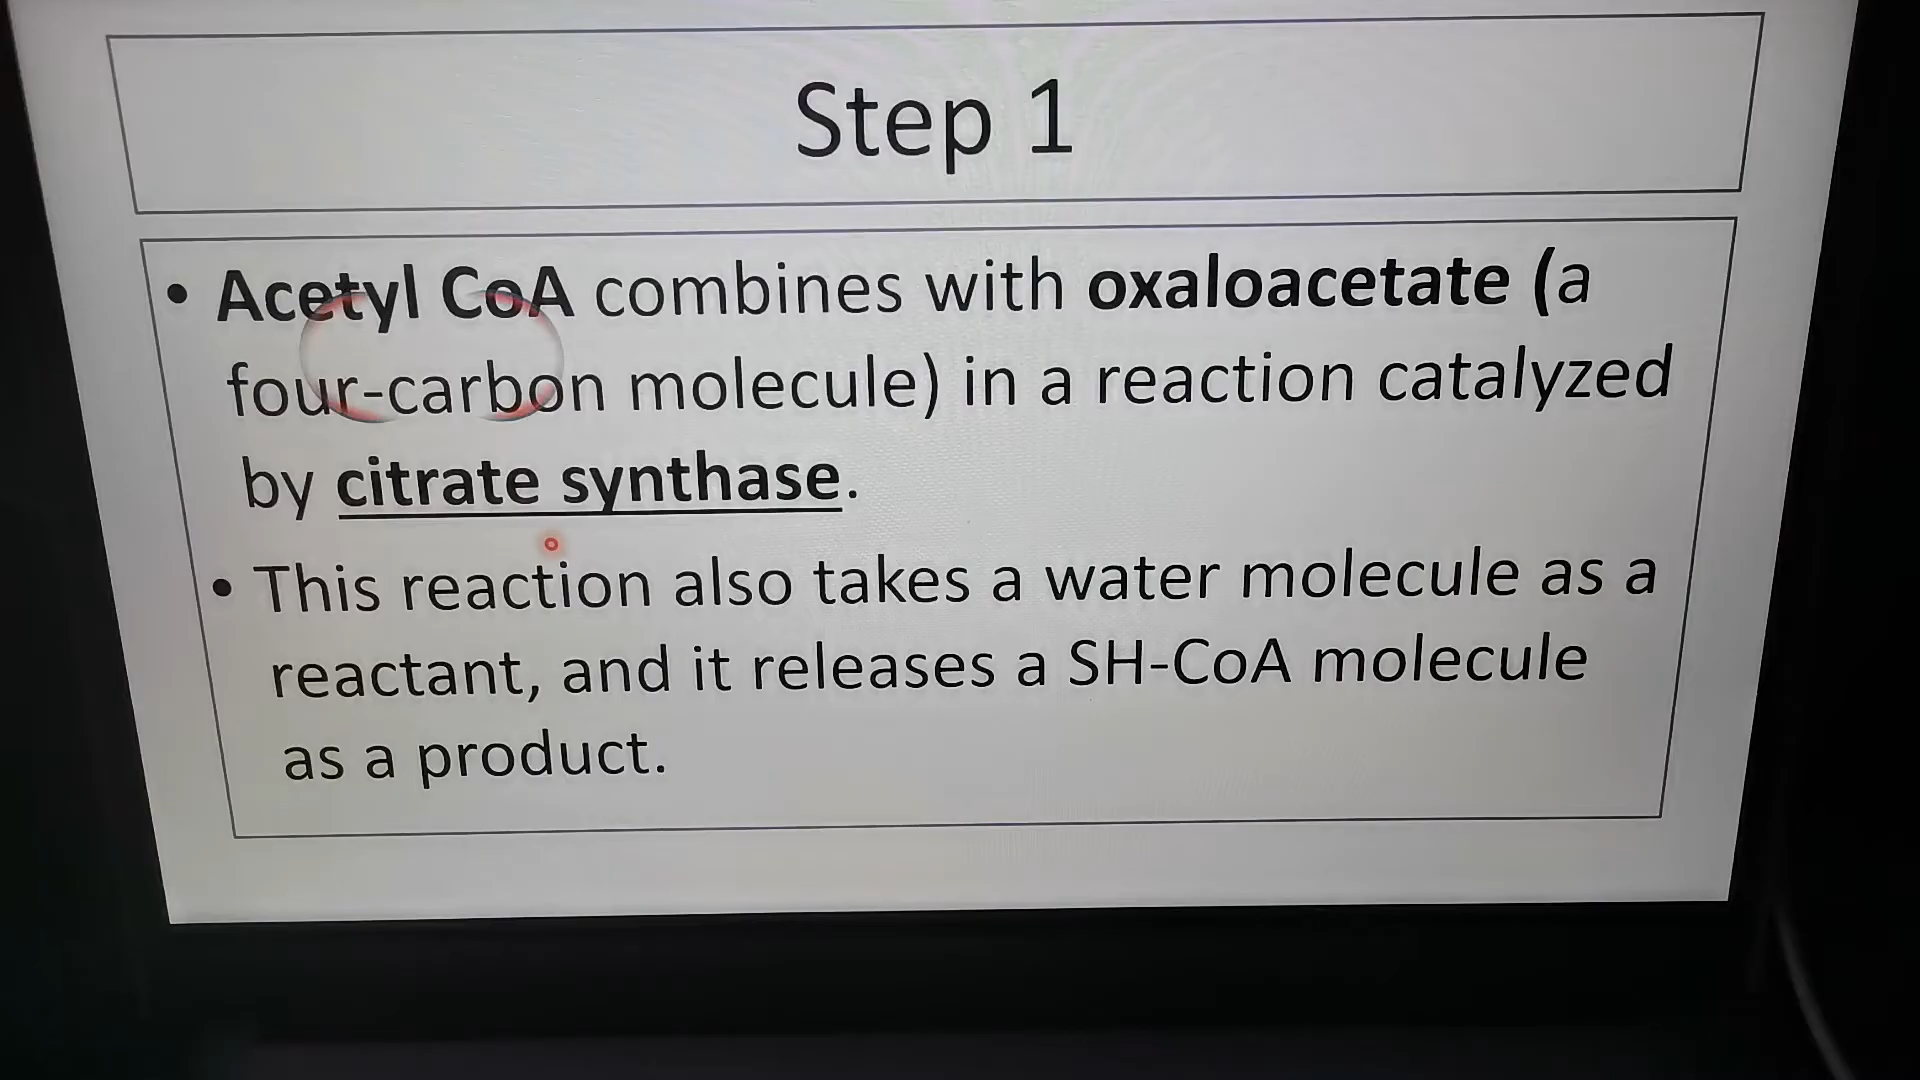 Step 1
• Acetyl CoA combines with oxaloacetate (a
four-carbon molecule) in a reaction catalyzed
by citrate synthase.
• This reaction also takes a water molecule as a
reactant, and it releases a SH-CoA molecule
as a product.